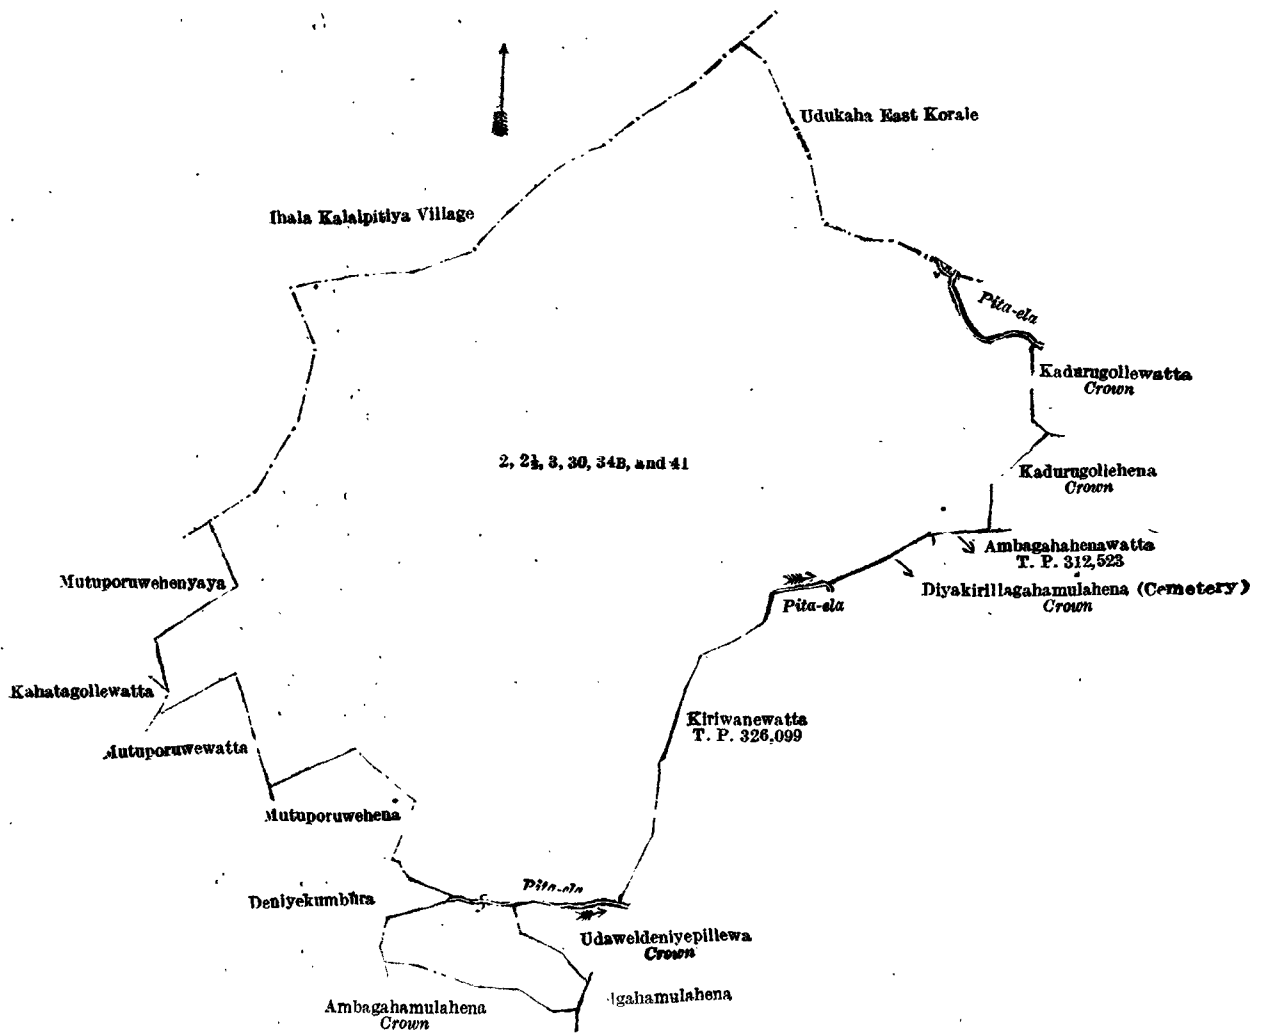 Udukaha East Korale
Ihala Kalalpitiya Village
Pita-ela
Kadurugollewatta
Crown
2, 2½, 3, 30, 34B, and 41
Kadurugollehena
Crown
Ambagahahenawatta
T. P. 312,523
Mutuporuwehenyaya
Diyakirillagahamulahena (Cemetery)
Crown
Pita-ela
Kahatagollewatta
Kiriwanewatta
T. P. 326,099
Mutuporuwewatta
Mutuporuwehena
Pita-ela
Deniyekumbura
Udaweldeniyepillewa
Crown
Ambagahamulahena
Crown